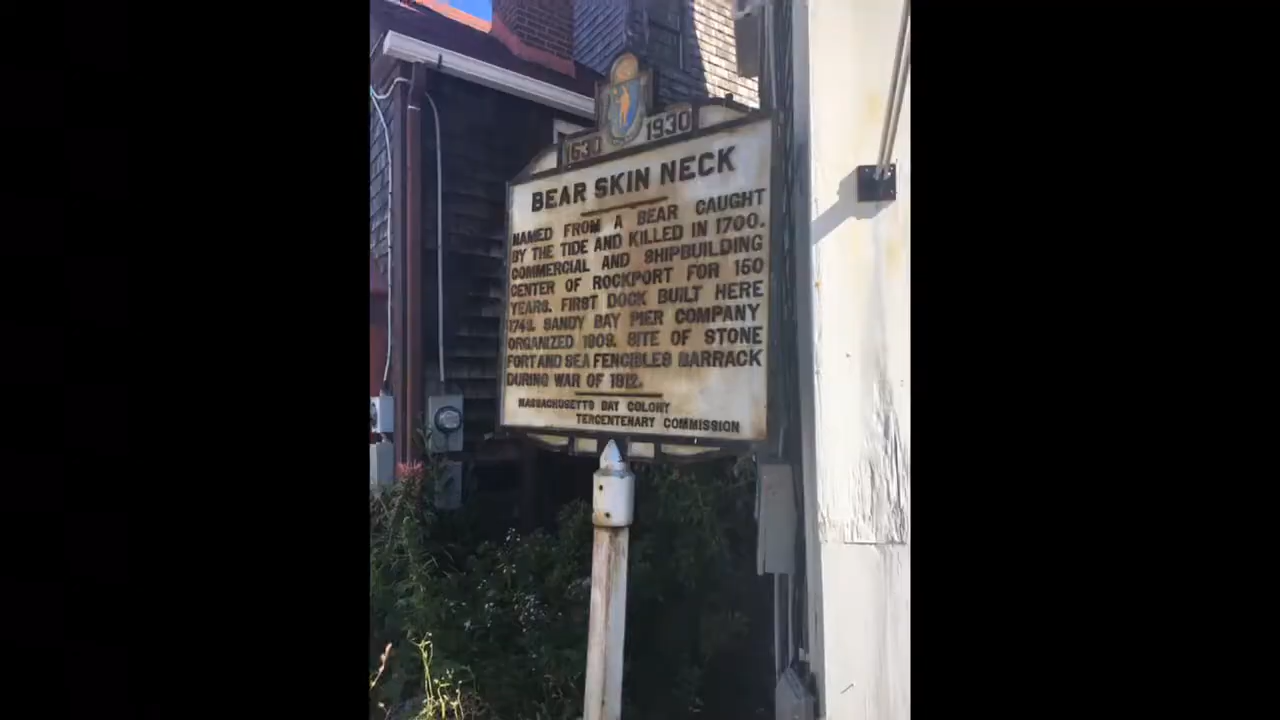 1630 1930
BEAR SKIN NECK
NAMED FROM A BEAR CAUGHT
BY THE TIDE AND KILLED IN 1700.
COMMERCIAL AND SHIPBUILDING
CENTER OF ROCKPORT FOR 150
YEARS. FIRST DOCK BUILT HERE
1743. SANDY BAY PIER COMPANY
ORGANIZED 1809. SITE OF STONE
FORT AND SEA FENCIBLES BARRACK
DURING WAR OF 1812.
MASSACHUSETTS BAY COLONY
TERCENTENARY COMMISSION